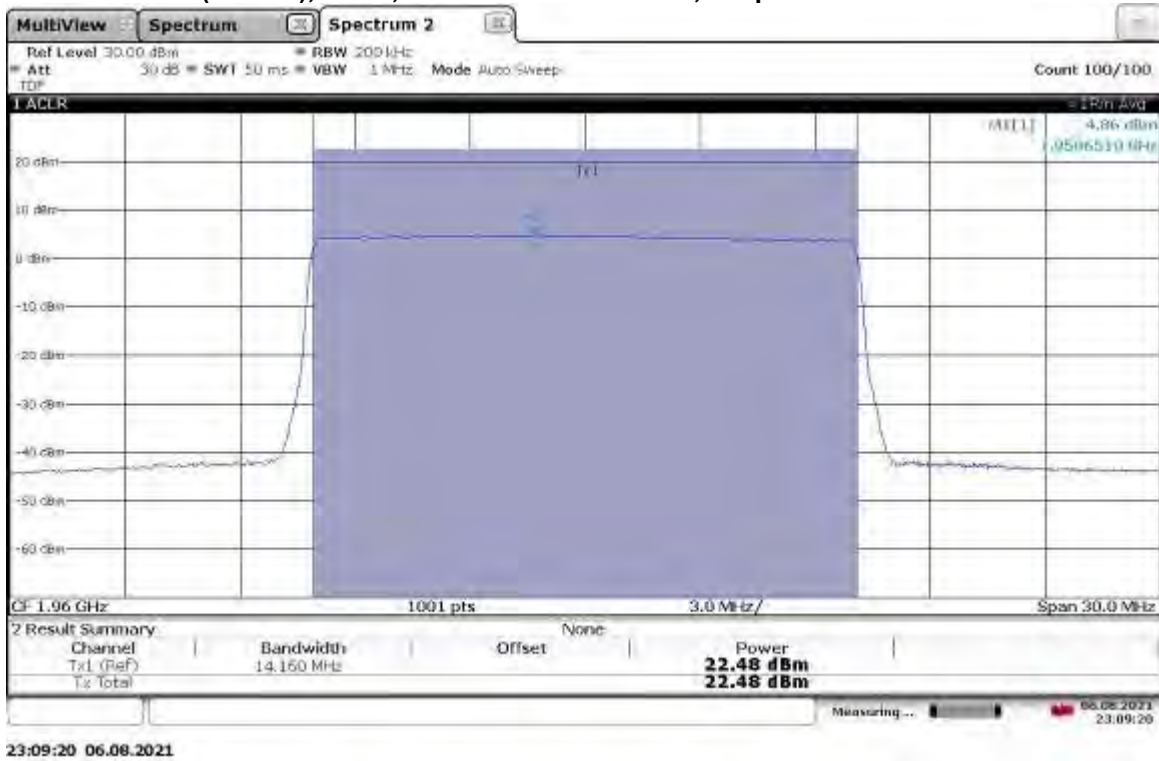 MultiView Spectrum Spectrum 2
Ref Level 30.00 dBm RBW 200 kHz
Att 30 dB SWT 50 ms VBW 1 MHz Mode Auto Sweep Count 100/100
TDF
1 ACLR 1Rm Avg
M1[1] 4.86 dBm
1.9586510 GHz
Tx1
20 dBm
10 dBm
0 dBm
-10 dBm
-20 dBm
-30 dBm
-40 dBm
-50 dBm
-60 dBm
CF 1.96 GHz 1001 pts 3.0 MHz/ Span 30.0 MHz
2 Result Summary None
Channel Bandwidth Offset Power
Tx1 (Ref) 14.160 MHz 22.48 dBm
Tx Total 22.48 dBm
Measuring... 06.08.2021
23:09:20
23:09:20 06.08.2021